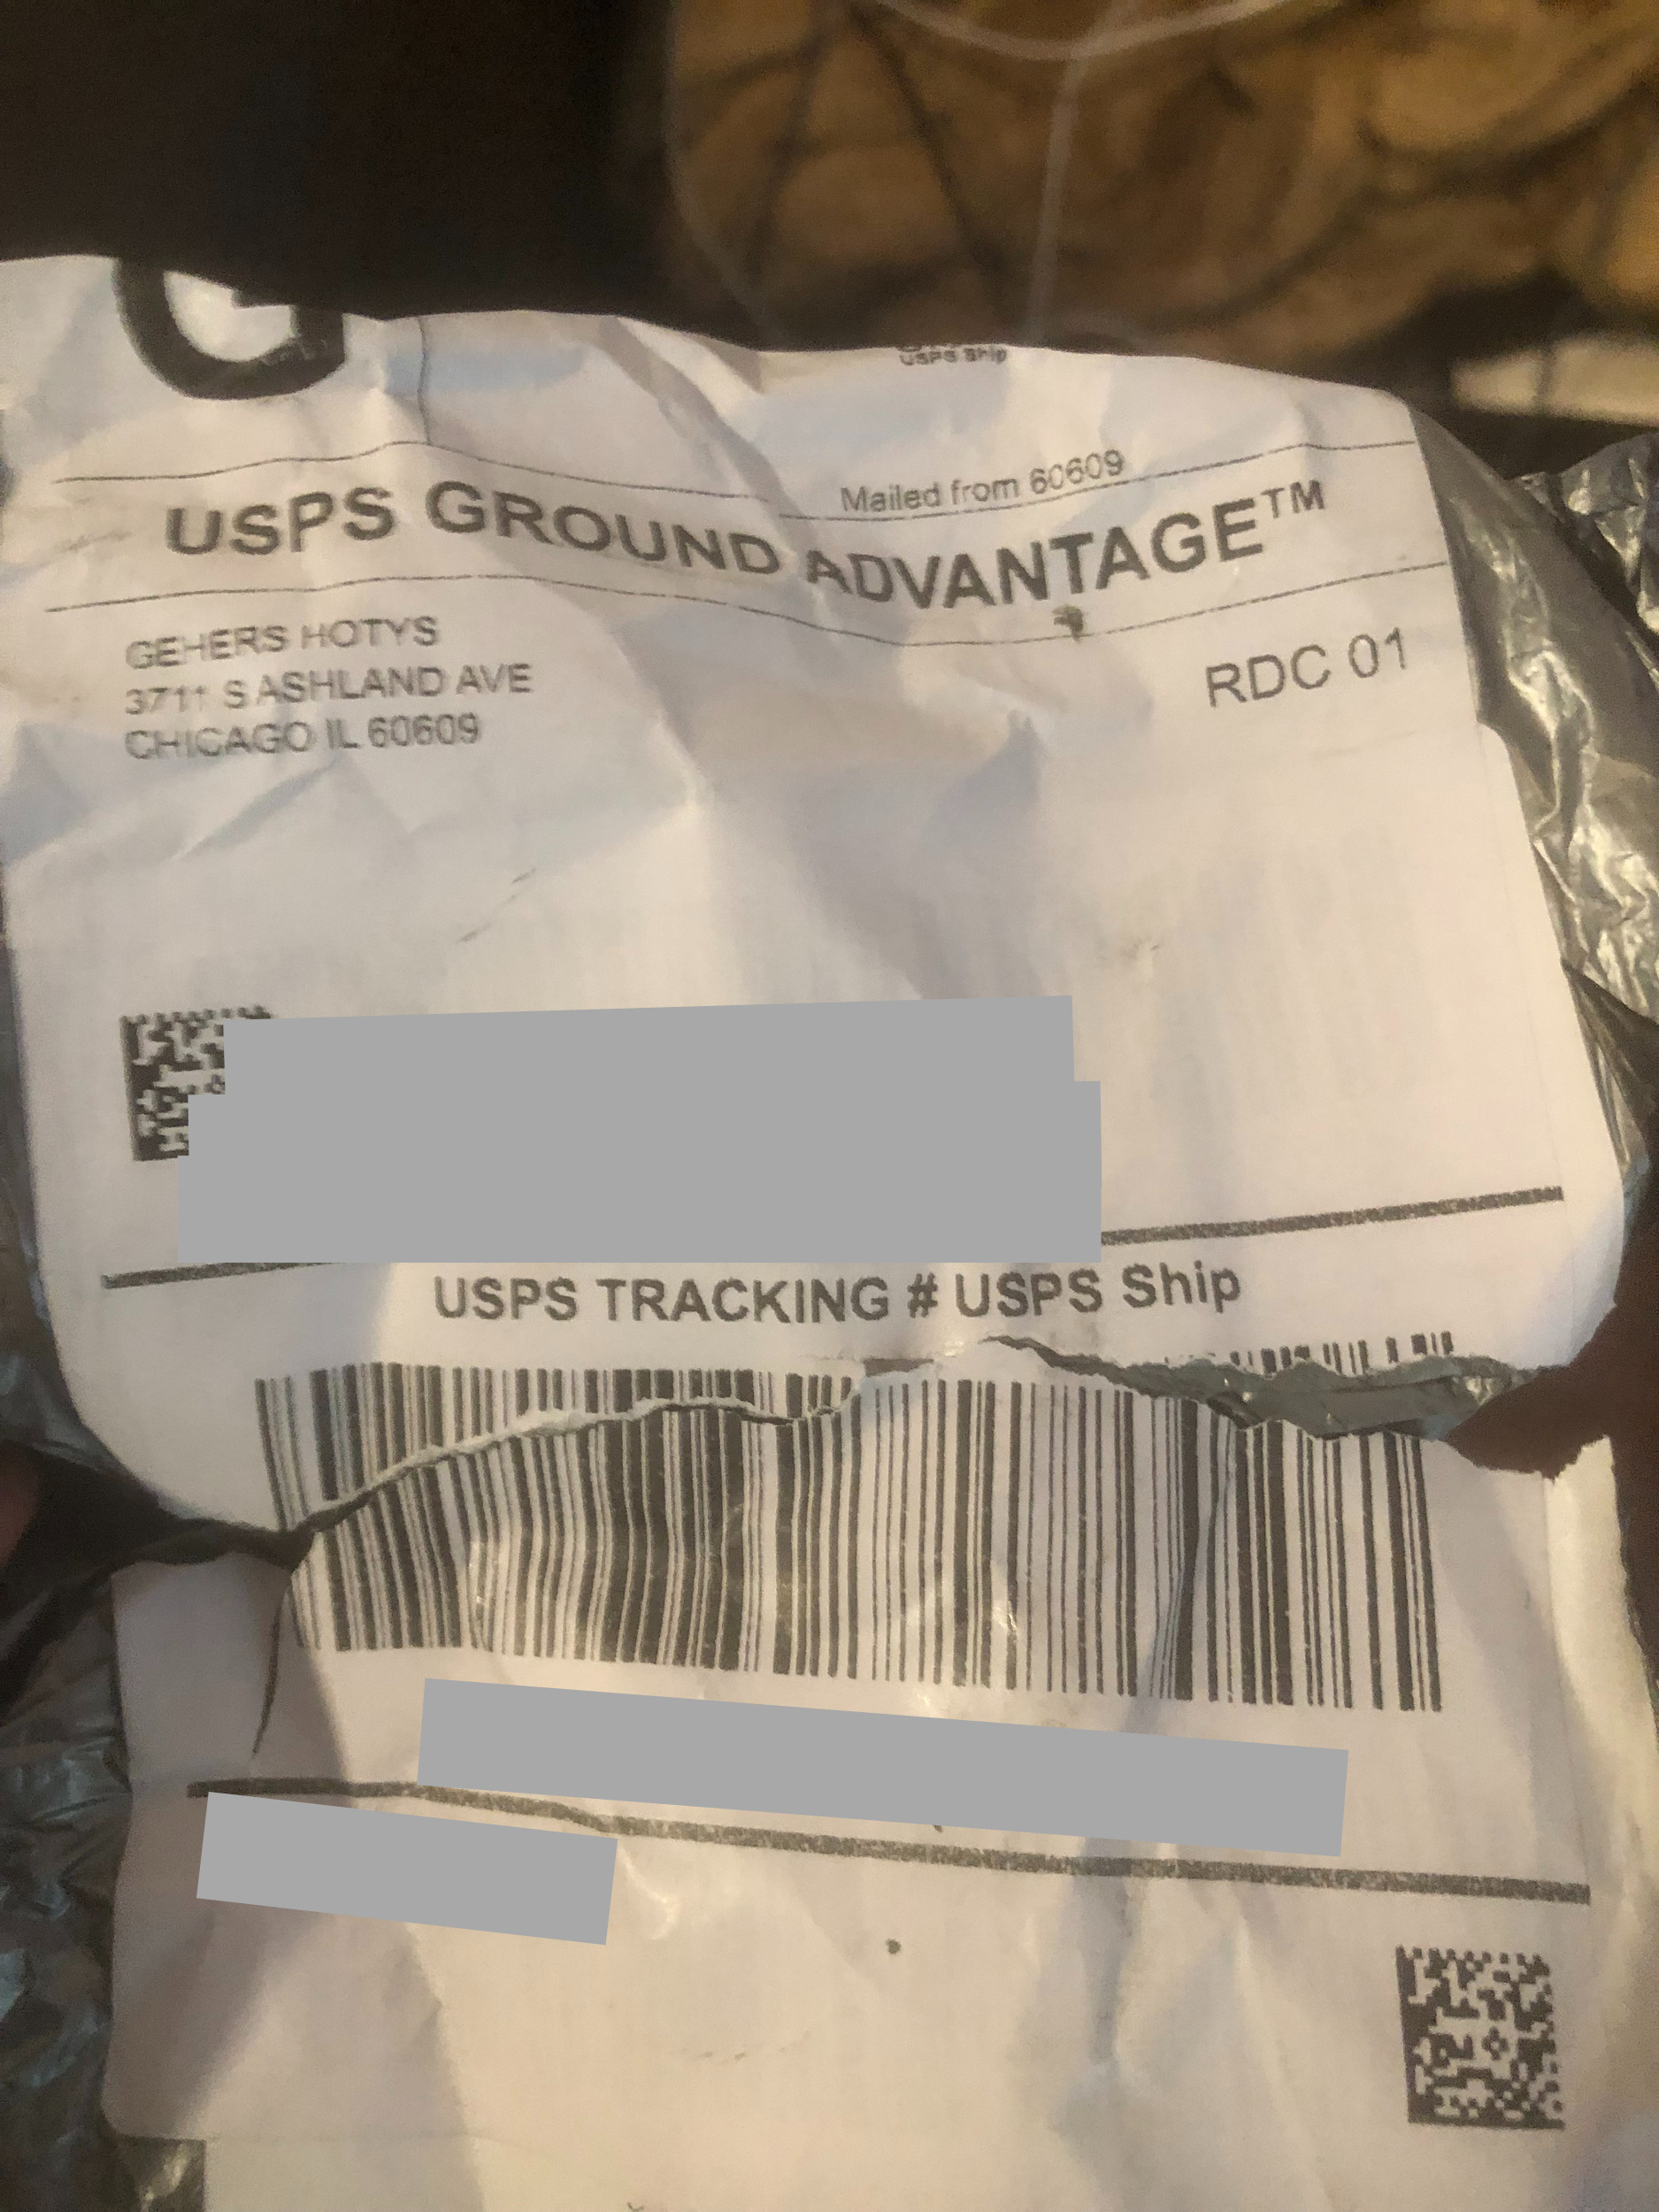 G
USPS Ship
Mailed from 60609
USPS GROUND ADVANTAGE™
GEHERS HOTYS
3711 S ASHLAND AVE
CHICAGO IL 60609
RDC 01
USPS TRACKING # USPS Ship